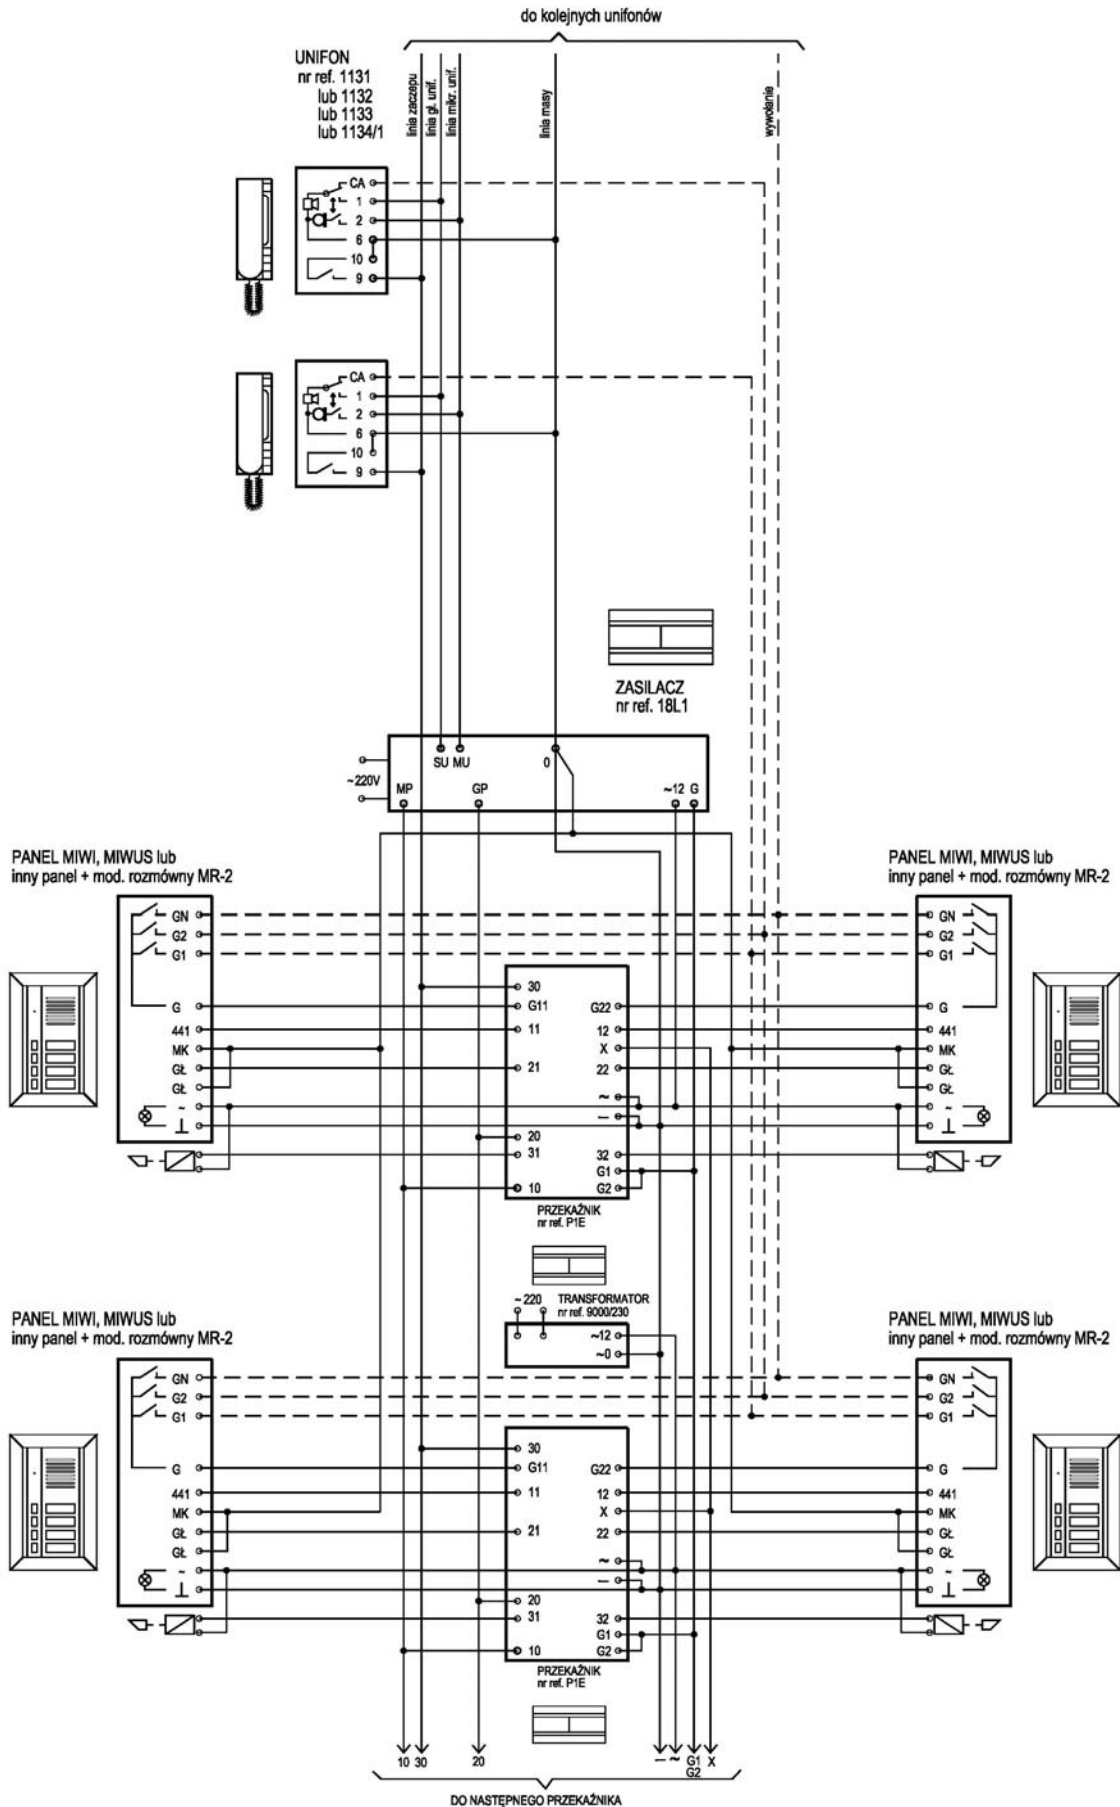 do kolejnych unifonów
UNIFON
nr ref. 1131
lub 1132
lub 1133
lub 1134/1
linia zaczepu
linia gł. unif.
linia mikr. unif.
linia masy
wywołanie
CA
1
2
6
10
9
CA
1
2
6
10
9
ZASILACZ
nr ref. 18L1
~220V
SU MU
0
MP
GP
~12 G
PANEL MIWI, MIWUS lub
inny panel + mod. rozmówny MR-2
GN
G2
G1
G
441
MK
GŁ
GŁ
~
⊥
PANEL MIWI, MIWUS lub
inny panel + mod. rozmówny MR-2
GN
G2
G1
G
441
MK
GŁ
GŁ
~
⊥
30
G11
11
21
20
31
10
G22
12
X
22
~
—
32
G1
G2
PRZEKAŹNIK
nr ref. P1E
~ 220
TRANSFORMATOR
nr ref. 9000/230
~12
~0
PANEL MIWI, MIWUS lub
inny panel + mod. rozmówny MR-2
GN
G2
G1
G
441
MK
GŁ
GŁ
~
⊥
PANEL MIWI, MIWUS lub
inny panel + mod. rozmówny MR-2
GN
G2
G1
G
441
MK
GŁ
GŁ
~
⊥
30
G11
11
21
20
31
10
G22
12
X
22
~
—
32
G1
G2
PRZEKAŹNIK
nr ref. P1E
10 30 20 — ~ G1 X
G2
DO NASTĘPNEGO PRZEKAŹNIKA